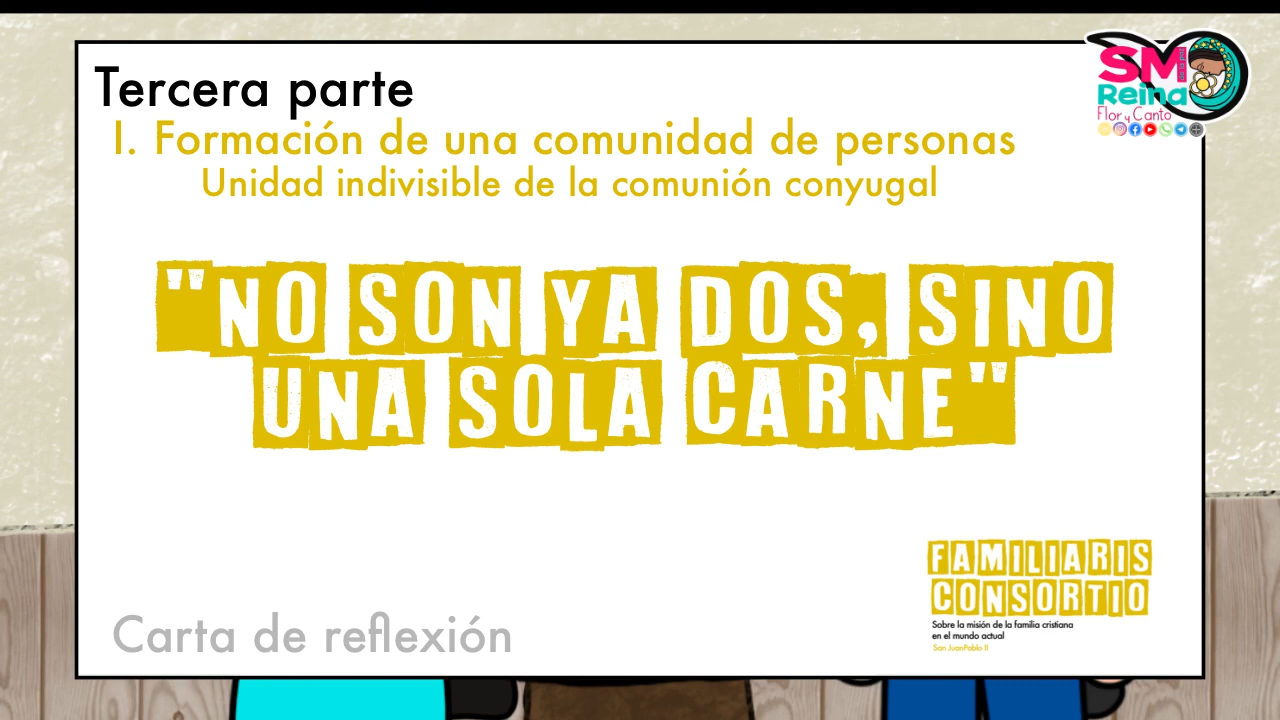 SM
Reina
Flor y Canto
Tercera parte
I. Formación de una comunidad de personas
Unidad indivisible de la comunión conyugal
"NO SON YA DOS, SINO
UNA SOLA CARNE"
FAMILIARIS
CONSORTIO
Sobre la misión de la familia cristiana
en el mundo actual
San JuanPablo II
Carta de reflexión